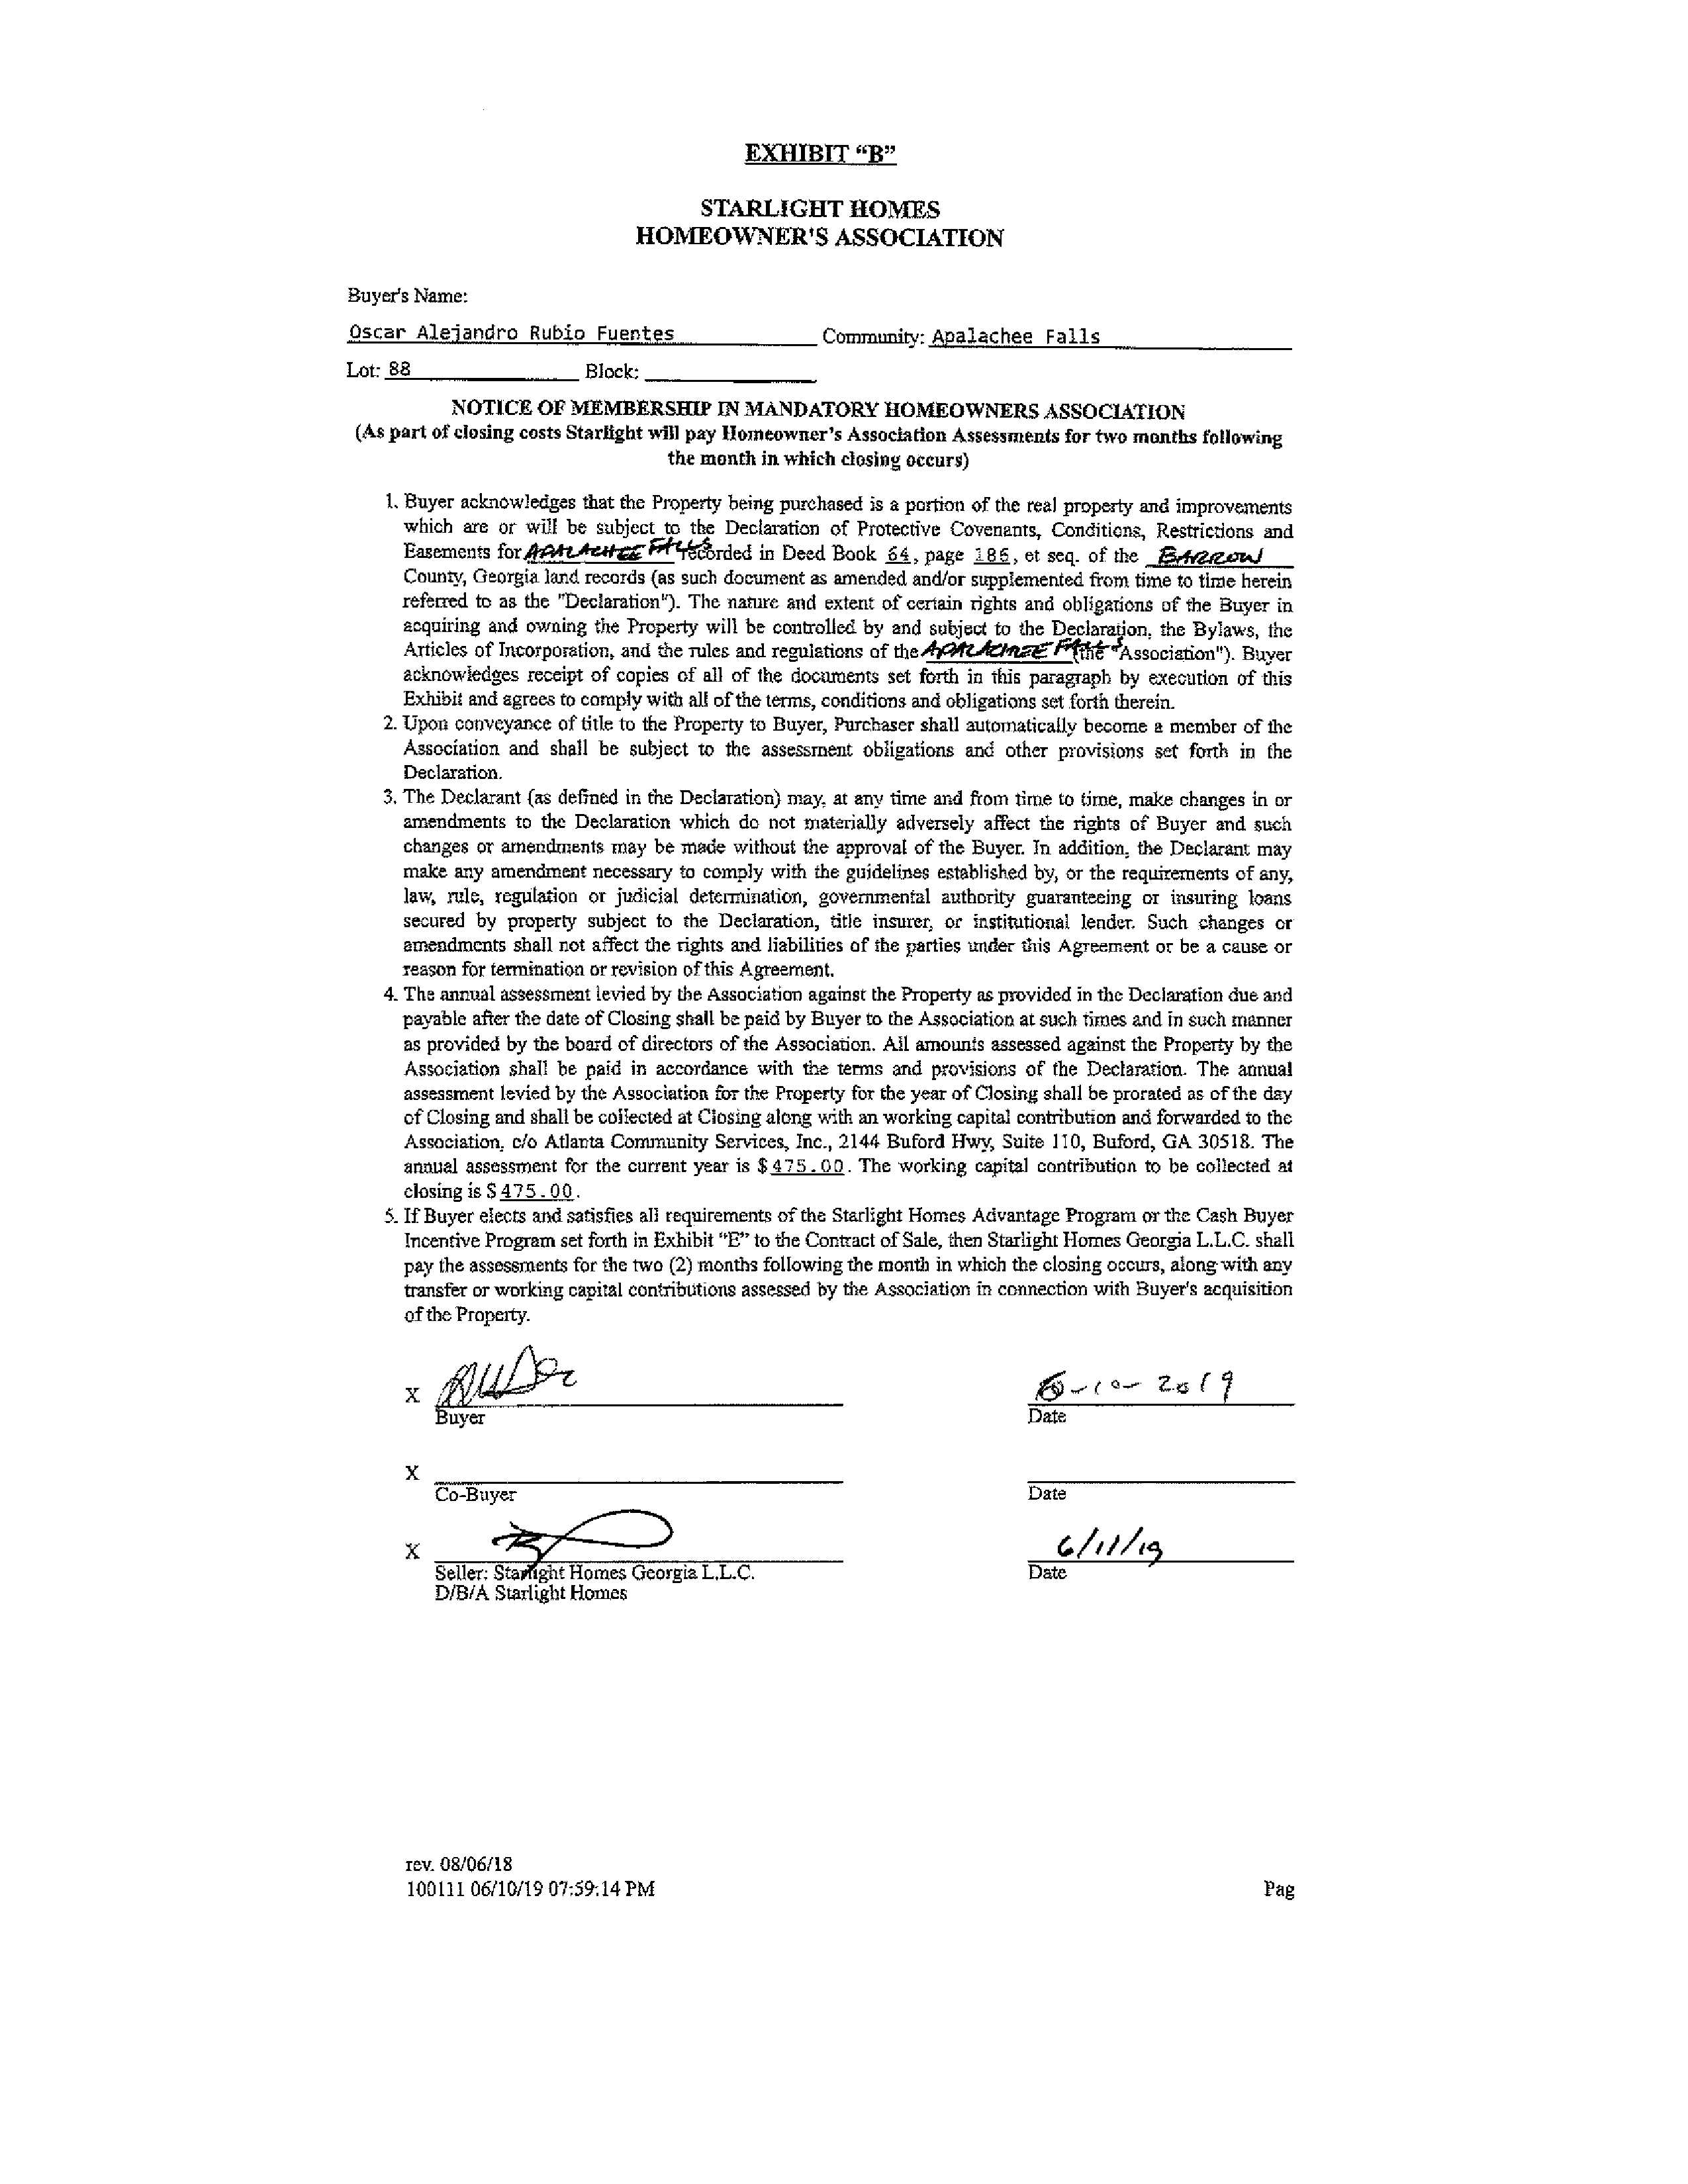 EXHIBIT “B”
STARLIGHT HOMES
HOMEOWNER'S ASSOCIATION
Buyer's Name:
Oscar Alejandro Rubio Fuentes Community: Apalachee Falls
Lot: 88 Block:
NOTICE OF MEMBERSHIP IN MANDATORY HOMEOWNERS ASSOCIATION
(As part of closing costs Starlight will pay Homeowner’s Association Assessments for two months following
the month in which closing occurs)
1. Buyer acknowledges that the Property being purchased is a portion of the real property and improvements
which are or will be subject to the Declaration of Protective Covenants, Conditions, Restrictions and
Easements for APALACHEE FALLS recorded in Deed Book 64, page 186, et seq. of the BARROW
County, Georgia land records (as such document as amended and/or supplemented from time to time herein
referred to as the "Declaration"). The nature and extent of certain rights and obligations of the Buyer in
acquiring and owning the Property will be controlled by and subject to the Declaration, the Bylaws, the
Articles of Incorporation, and the rules and regulations of the APALACHEE FALLS (the "Association"). Buyer
acknowledges receipt of copies of all of the documents set forth in this paragraph by execution of this
Exhibit and agrees to comply with all of the terms, conditions and obligations set forth therein.
2. Upon conveyance of title to the Property to Buyer, Purchaser shall automatically become a member of the
Association and shall be subject to the assessment obligations and other provisions set forth in the
Declaration.
3. The Declarant (as defined in the Declaration) may, at any time and from time to time, make changes in or
amendments to the Declaration which do not materially adversely affect the rights of Buyer and such
changes or amendments may be made without the approval of the Buyer. In addition, the Declarant may
make any amendment necessary to comply with the guidelines established by, or the requirements of any,
law, rule, regulation or judicial determination, governmental authority guaranteeing or insuring loans
secured by property subject to the Declaration, title insurer, or institutional lender. Such changes or
amendments shall not affect the rights and liabilities of the parties under this Agreement or be a cause or
reason for termination or revision of this Agreement.
4. The annual assessment levied by the Association against the Property as provided in the Declaration due and
payable after the date of Closing shall be paid by Buyer to the Association at such times and in such manner
as provided by the board of directors of the Association. All amounts assessed against the Property by the
Association shall be paid in accordance with the terms and provisions of the Declaration. The annual
assessment levied by the Association for the Property for the year of Closing shall be prorated as of the day
of Closing and shall be collected at Closing along with an working capital contribution and forwarded to the
Association, c/o Atlanta Community Services, Inc., 2144 Buford Hwy, Suite 110, Buford, GA 30518. The
annual assessment for the current year is $475.00. The working capital contribution to be collected at
closing is $475.00.
5. If Buyer elects and satisfies all requirements of the Starlight Homes Advantage Program or the Cash Buyer
Incentive Program set forth in Exhibit “E” to the Contract of Sale, then Starlight Homes Georgia L.L.C. shall
pay the assessments for the two (2) months following the month in which the closing occurs, along with any
transfer or working capital contributions assessed by the Association in connection with Buyer's acquisition
of the Property.
X 6-10-2019
Buyer Date
X
Co-Buyer Date
X 6/11/19
Seller: Starlight Homes Georgia L.L.C. Date
D/B/A Starlight Homes
rev. 08/06/18
100111 06/10/19 07:59:14 PM Pag